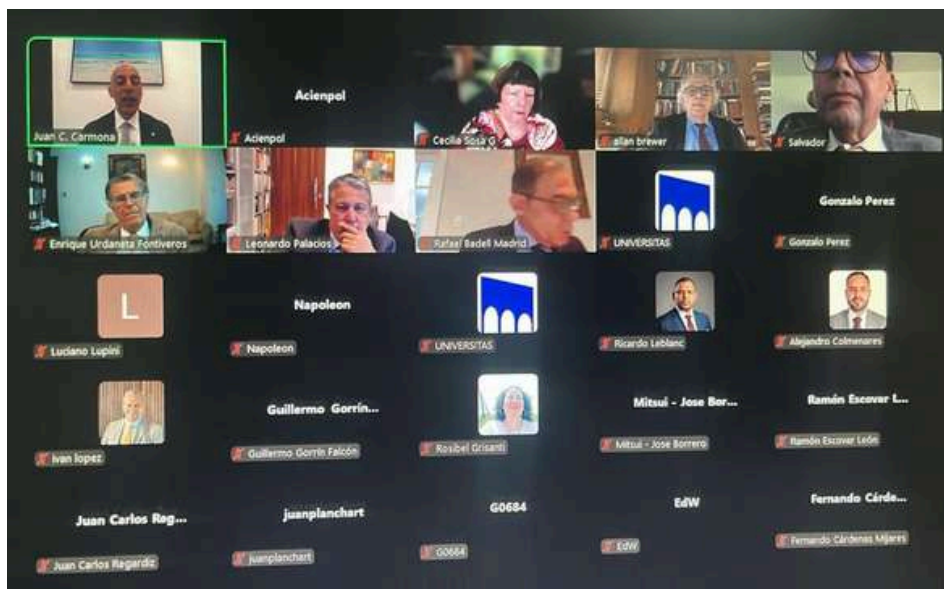 Juan C. Carmona
Acienpol
Acienpol
Cecilia Sosa G
allan brewer
Salvador
Enrique Urdaneta Fontiveros
Leonardo Palacios
Rafael Badell Madrid
UNIVERSITAS
Gonzalo Perez
Gonzalo Perez
L
Luciano Lupini
Napoleon
Napoleon
UNIVERSITAS
Ricardo Leblanc
Alejandro Colmenares
ivan lopez
Guillermo Gorrín...
Guillermo Gorrín Falcón
Rosibel Grisanti
Mitsui - Jose Bor...
Mitsui - Jose Borrero
Ramón Escovar L...
Ramón Escovar León
Juan Carlos Reg...
Juan Carlos Regardiz
juanplanchart
juanplanchart
G0684
G0684
EdW
EdW
Fernando Cárde...
Fernando Cárdenas Mijares